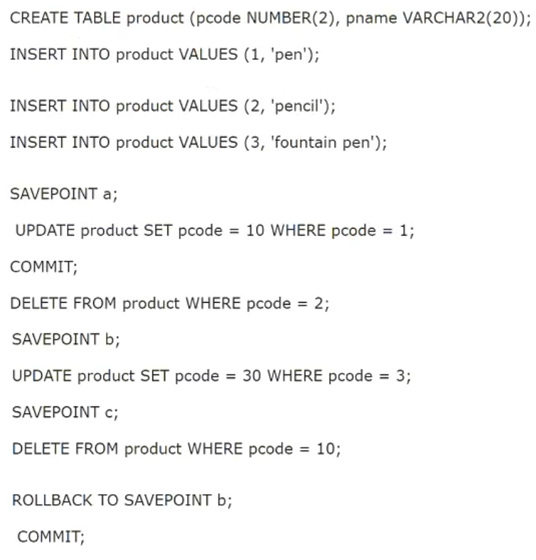 CREATE TABLE product (pcode NUMBER(2), pname VARCHAR2(20));
INSERT INTO product VALUES (1, 'pen');
INSERT INTO product VALUES (2, 'pencil');
INSERT INTO product VALUES (3, 'fountain pen');
SAVEPOINT a;
UPDATE product SET pcode = 10 WHERE pcode = 1;
COMMIT;
DELETE FROM product WHERE pcode = 2;
SAVEPOINT b;
UPDATE product SET pcode = 30 WHERE pcode = 3;
SAVEPOINT c;
DELETE FROM product WHERE pcode = 10;
ROLLBACK TO SAVEPOINT b;
COMMIT;